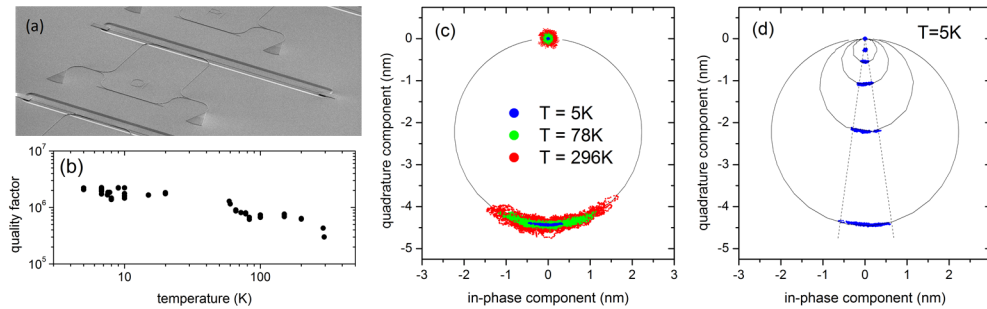 (a)
(b)
10^7
10^6
10^5
quality factor
10
100
temperature (K)
(c)
0
-1
-2
-3
-4
-5
quadrature component (nm)
T = 5K
T = 78K
T = 296K
-3
-2
-1
0
1
2
3
in-phase component (nm)
(d)
T=5K
0
-1
-2
-3
-4
-5
quadrature component (nm)
-2
-1
0
1
2
in-phase component (nm)